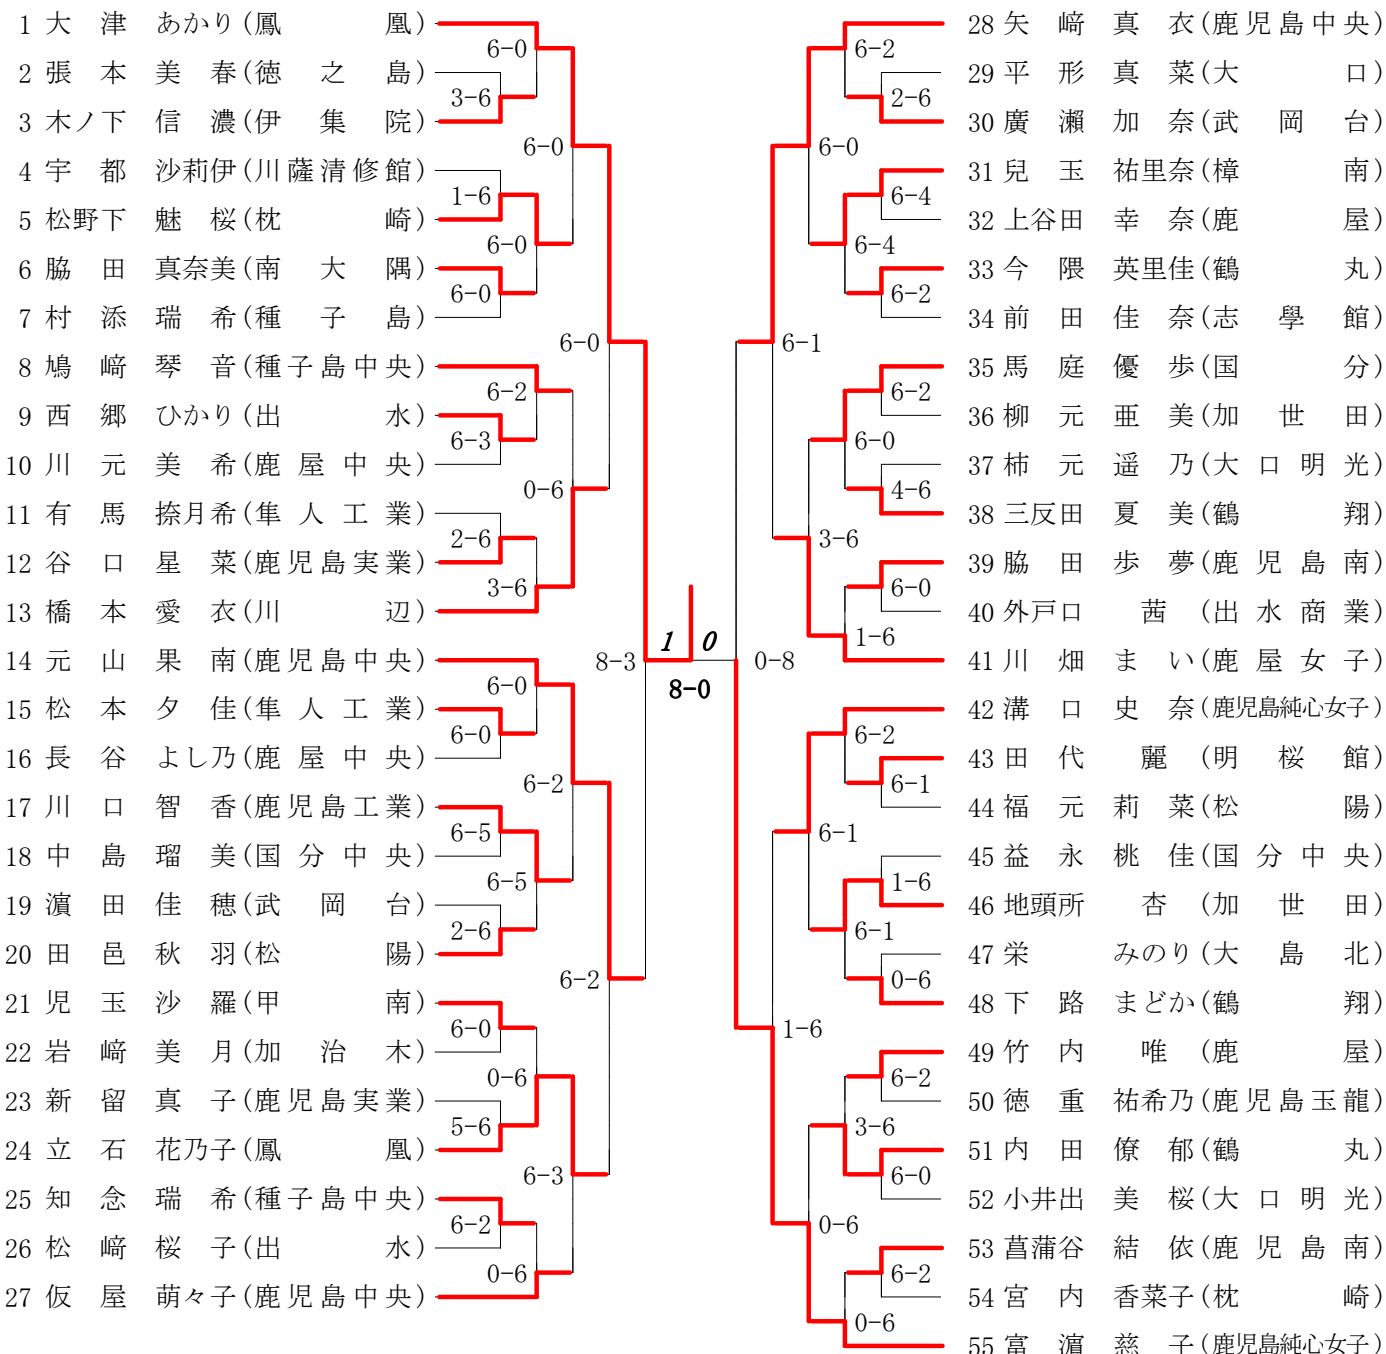 1 大津 あかり (鳳凰)
6-0
2 張本 美春 (徳之島)
3-6
3 木ノ下 信濃 (伊集院)
6-0
4 宇都 沙莉伊 (川薩清修館)
1-6
5 松野下 魅桜 (枕崎)
6-0
6 脇田 真奈美 (南大隅)
6-0
7 村添 瑞希 (種子島)
6-0
8 鳩﨑 琴音 (種子島中央)
6-2
9 西郷 ひかり (出水)
6-3
10 川元 美希 (鹿屋中央)
0-6
11 有馬 捺月希 (隼人工業)
2-6
12 谷口 星菜 (鹿児島実業)
3-6
13 橋本 愛衣 (川辺)
8-3
14 元山 果南 (鹿児島中央)
6-0
15 松本 夕佳 (隼人工業)
6-0
16 長谷 よし乃 (鹿屋中央)
6-2
17 川口 智香 (鹿児島工業)
6-5
18 中島 瑠美 (国分中央)
6-5
19 濵田 佳穂 (武岡台)
2-6
20 田邑 秋羽 (松陽)
6-2
21 児玉 沙羅 (甲南)
6-0
22 岩﨑 美月 (加治木)
0-6
23 新留 真子 (鹿児島実業)
5-6
24 立石 花乃子 (鳳凰)
6-3
25 知念 瑞希 (種子島中央)
6-2
26 松﨑 桜子 (出水)
0-6
27 仮屋 萌々子 (鹿児島中央)
1 0
8-0
28 矢﨑 真衣 (鹿児島中央)
6-2
29 平形 真菜 (大口)
2-6
30 廣瀬 加奈 (武岡台)
6-0
31 兒玉 祐里奈 (樟南)
6-4
32 上谷田 幸奈 (鹿屋)
6-4
33 今隈 英里佳 (鶴丸)
6-2
34 前田 佳奈 (志學館)
6-1
35 馬庭 優歩 (国分)
6-2
36 柳元 亜美 (加世田)
6-0
37 柿元 遥乃 (大口明光)
4-6
38 三反田 夏美 (鶴翔)
3-6
39 脇田 歩夢 (鹿児島南)
6-0
40 外戸口 茜 (出水商業)
1-6
41 川畑 まい (鹿屋女子)
0-8
42 溝口 史奈 (鹿児島純心女子)
6-2
43 田代 麗 (明桜館)
6-1
44 福元 莉菜 (松陽)
6-1
45 益永 桃佳 (国分中央)
1-6
46 地頭所 杏 (加世田)
6-1
47 栄 みのり (大島北)
0-6
48 下路 まどか (鶴翔)
1-6
49 竹内 唯 (鹿屋)
6-2
50 徳重 祐希乃 (鹿児島玉龍)
3-6
51 内田 僚郁 (鶴丸)
6-0
52 小井出 美桜 (大口明光)
0-6
53 菖蒲谷 結依 (鹿児島南)
6-2
54 宮内 香菜子 (枕崎)
0-6
55 富濵 慈子 (鹿児島純心女子)